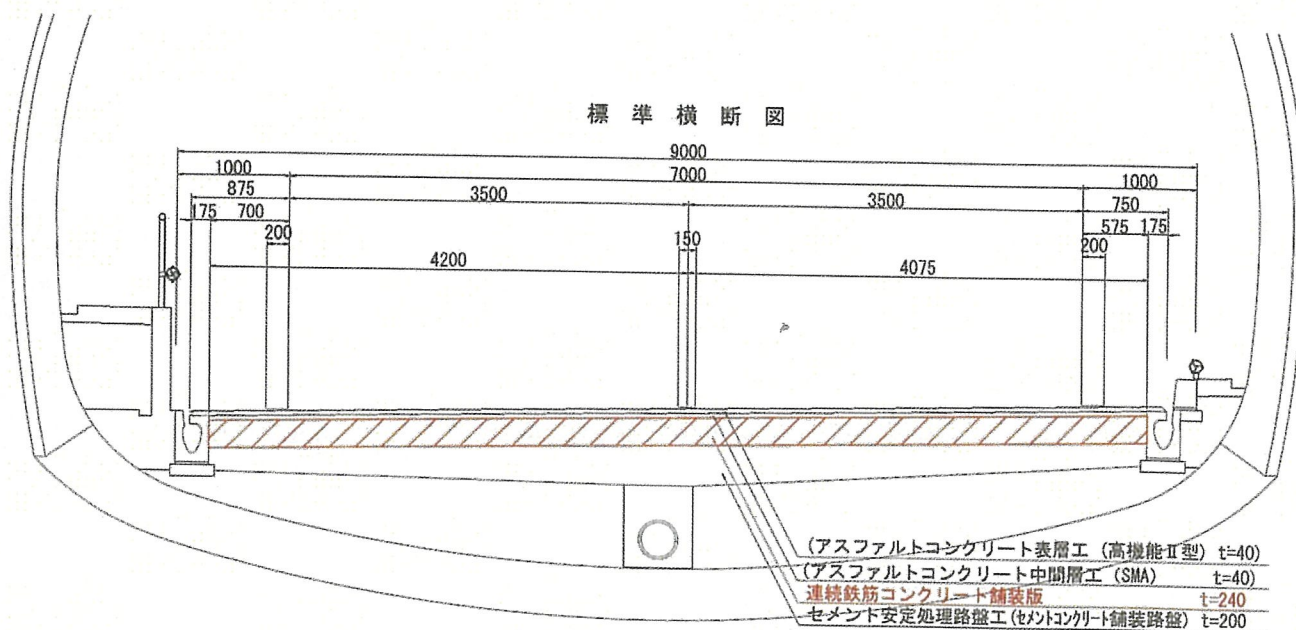 標準横断図
9000
1000 7000 1000
875 3500 3500 750
175 700 575 175
200 150 200
4200 4075
(アスファルトコンクリート表層工 (高機能Ⅱ型) t=40)
(アスファルトコンクリート中間層工 (SMA) t=40)
連続鉄筋コンクリート舗装版 t=240
セメント安定処理路盤工(セメントコンクリート舗装路盤) t=200